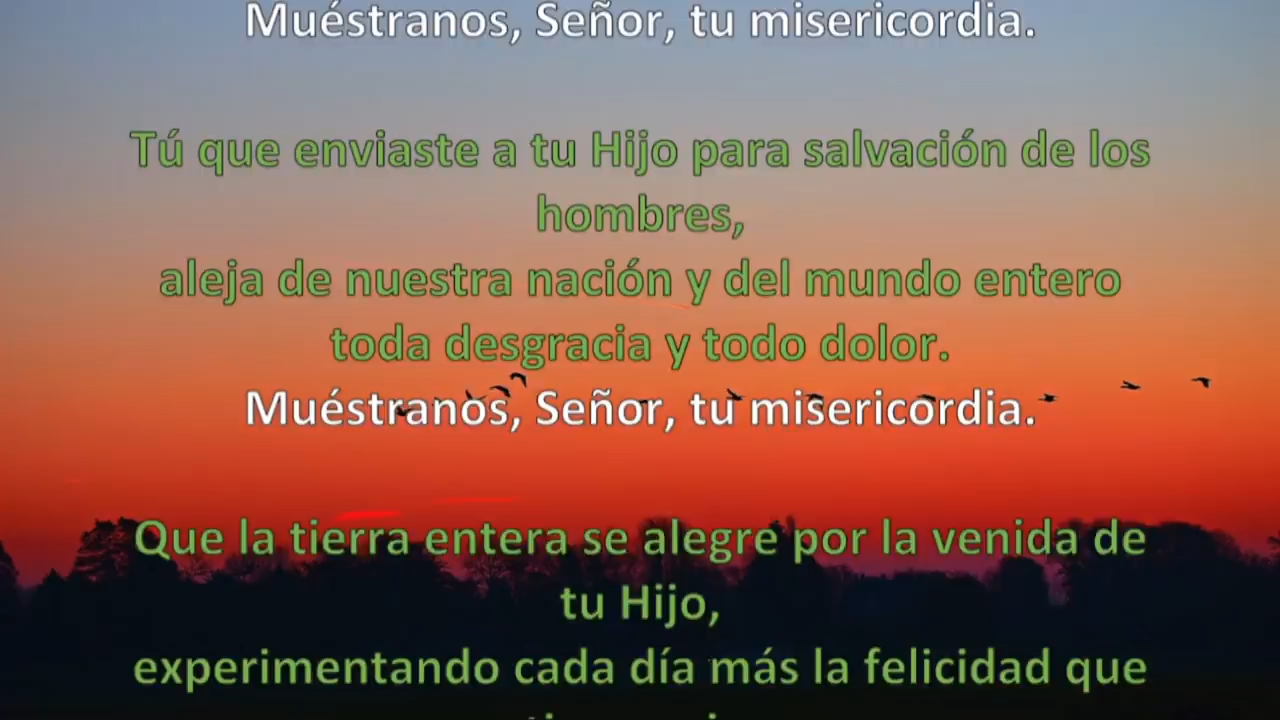 Muéstranos, Señor, tu misericordia.
Tú que enviaste a tu Hijo para salvación de los
hombres,
aleja de nuestra nación y del mundo entero
toda desgracia y todo dolor.
Muéstranos, Señor, tu misericordia.
Que la tierra entera se alegre por la venida de
tu Hijo,
experimentando cada día más la felicidad que